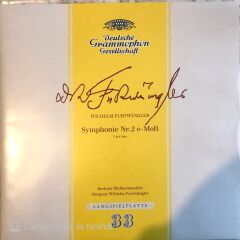 Deutsche
Grammophon
Gesellschaft
WILHELM FURTWÄNGLER
Symphonie Nr. 2 e-Moll
Berliner Philharmoniker
Dirigent: Wilhelm Furtwängler
LANGSPIELPLATTE
33